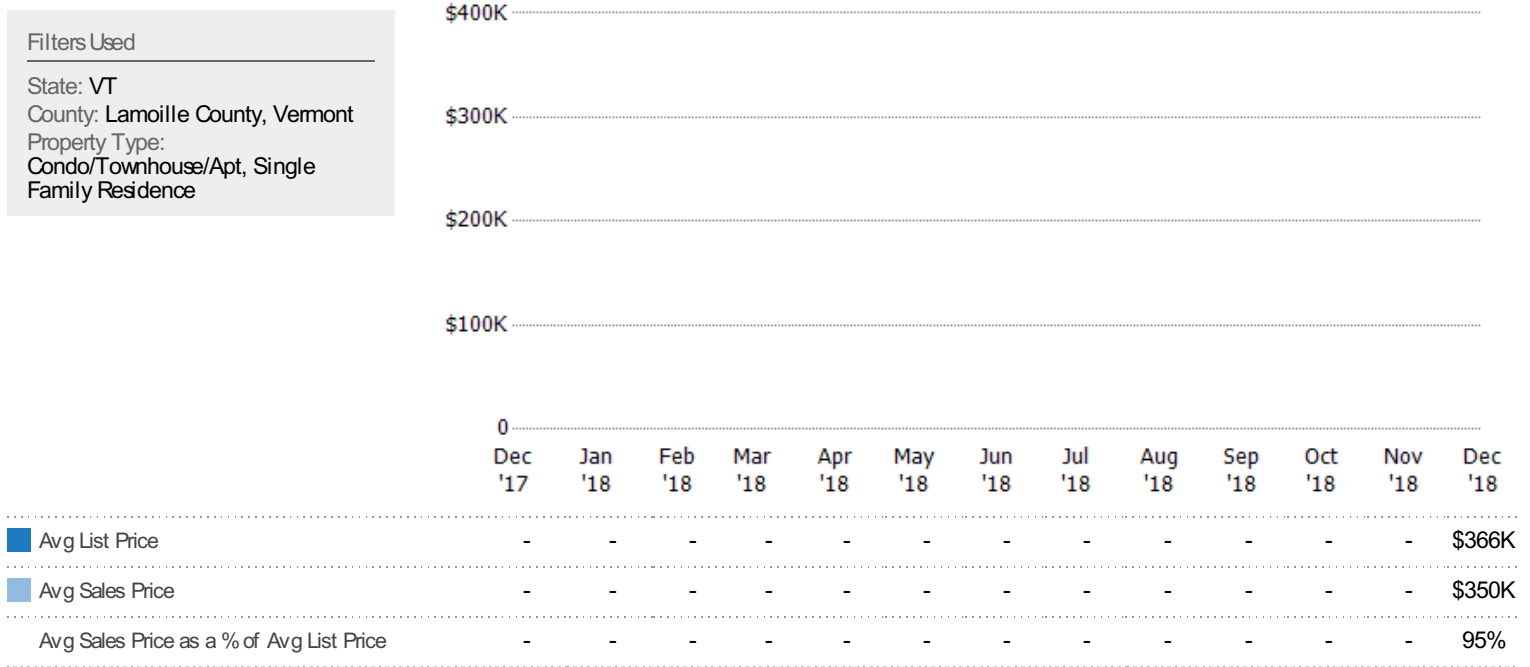 Filters Used
State: VT
County: Lamoille County, Vermont
Property Type:
Condo/Townhouse/Apt, Single
Family Residence
$400K
$300K
$200K
$100K
0
Dec Jan Feb Mar Apr May Jun Jul Aug Sep Oct Nov Dec
'17 '18 '18 '18 '18 '18 '18 '18 '18 '18 '18 '18 '18
Avg List Price - - - - - - - - - - - - $366K
Avg Sales Price - - - - - - - - - - - - $350K
Avg Sales Price as a % of Avg List Price - - - - - - - - - - - - 95%